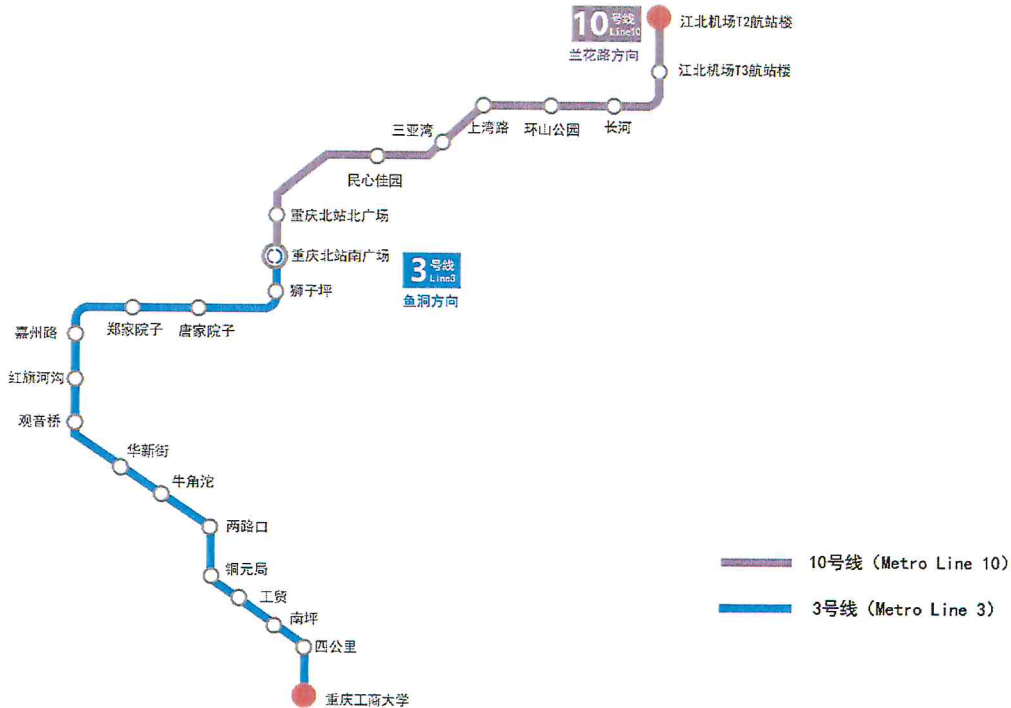 10号线
Line10
兰花路方向
江北机场T2航站楼
江北机场T3航站楼
长河
环山公园
上湾路
三亚湾
民心佳园
重庆北站北广场
重庆北站南广场
3号线
Line3
鱼洞方向
狮子坪
唐家院子
郑家院子
嘉州路
红旗河沟
观音桥
华新街
牛角沱
两路口
铜元局
工贸
南坪
四公里
重庆工商大学
10号线（Metro Line 10）
3号线（Metro Line 3）